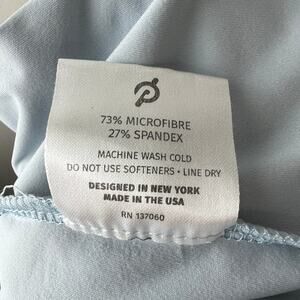 73% MICROFIBRE
27% SPANDEX
MACHINE WASH COLD
DO NOT USE SOFTENERS • LINE DRY
DESIGNED IN NEW YORK
MADE IN THE USA
RN 137060